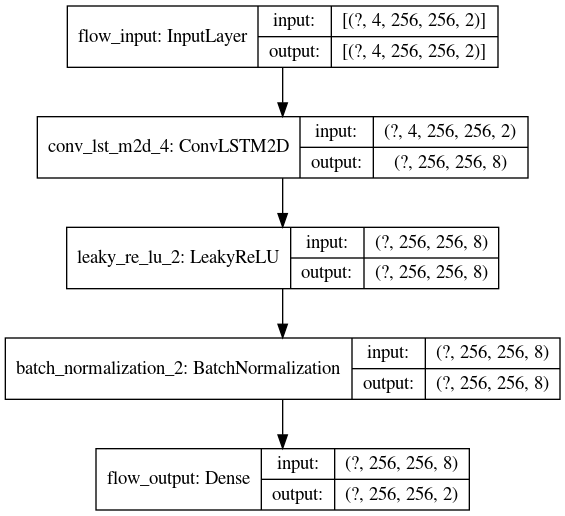 flow_input: InputLayer
input:
[(?, 4, 256, 256, 2)]
output:
[(?, 4, 256, 256, 2)]
conv_lst_m2d_4: ConvLSTM2D
input:
(?, 4, 256, 256, 2)
output:
(?, 256, 256, 8)
leaky_re_lu_2: LeakyReLU
input:
(?, 256, 256, 8)
output:
(?, 256, 256, 8)
batch_normalization_2: BatchNormalization
input:
(?, 256, 256, 8)
output:
(?, 256, 256, 8)
flow_output: Dense
input:
(?, 256, 256, 8)
output:
(?, 256, 256, 2)